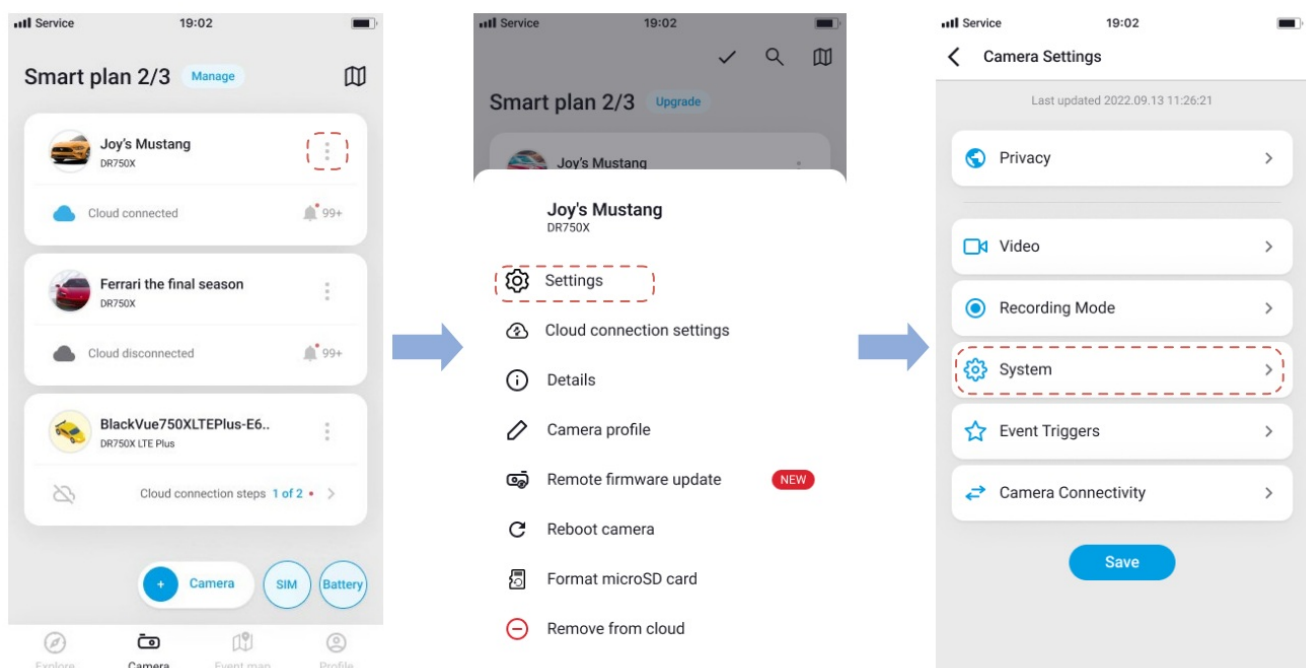 Service 19:02
Smart plan 2/3 Manage
Joy's Mustang
DR750X
Cloud connected 99+
Ferrari the final season
DR750X
Cloud disconnected 99+
BlackVue750XLTEPlus-E6..
DR750X LTE Plus
Cloud connection steps 1 of 2
+ Camera SIM Battery
Explore Camera Event map Profile
Service 19:02
Smart plan 2/3 Upgrade
Joy's Mustang
Joy's Mustang
DR750X
Settings
Cloud connection settings
Details
Camera profile
Remote firmware update NEW
Reboot camera
Format microSD card
Remove from cloud
Service 19:02
Camera Settings
Last updated 2022.09.13 11:26:21
Privacy
Video
Recording Mode
System
Event Triggers
Camera Connectivity
Save